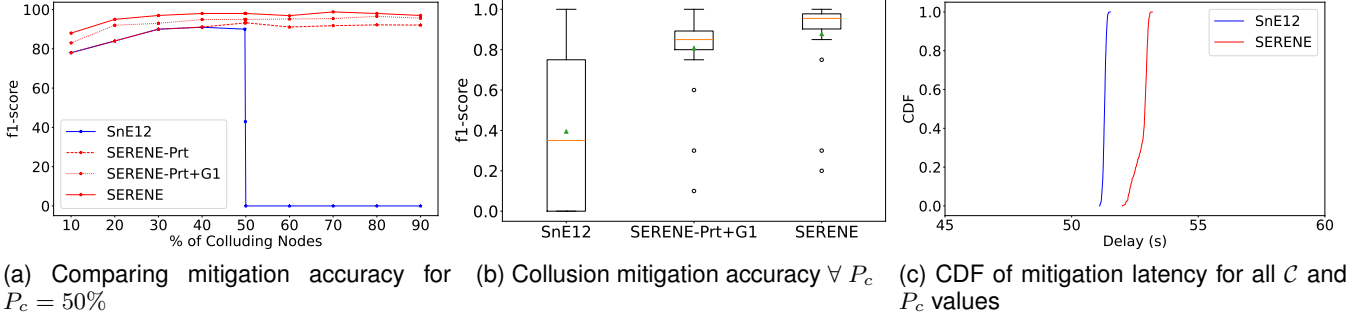 100
80
60
40
20
0
f1-score
SnE12
SERENE-Prt
SERENE-Prt+G1
SERENE
10 20 30 40 50 60 70 80 90
% of Colluding Nodes
(a) Comparing mitigation accuracy for
P_c = 50%
1.0
0.8
0.6
0.4
0.2
0.0
f1-score
SnE12 SERENE-Prt+G1 SERENE
(b) Collusion mitigation accuracy ∀ P_c
1.0
0.8
0.6
0.4
0.2
0.0
CDF
SnE12
SERENE
45 50 55 60
Delay (s)
(c) CDF of mitigation latency for all 𝒞 and
P_c values